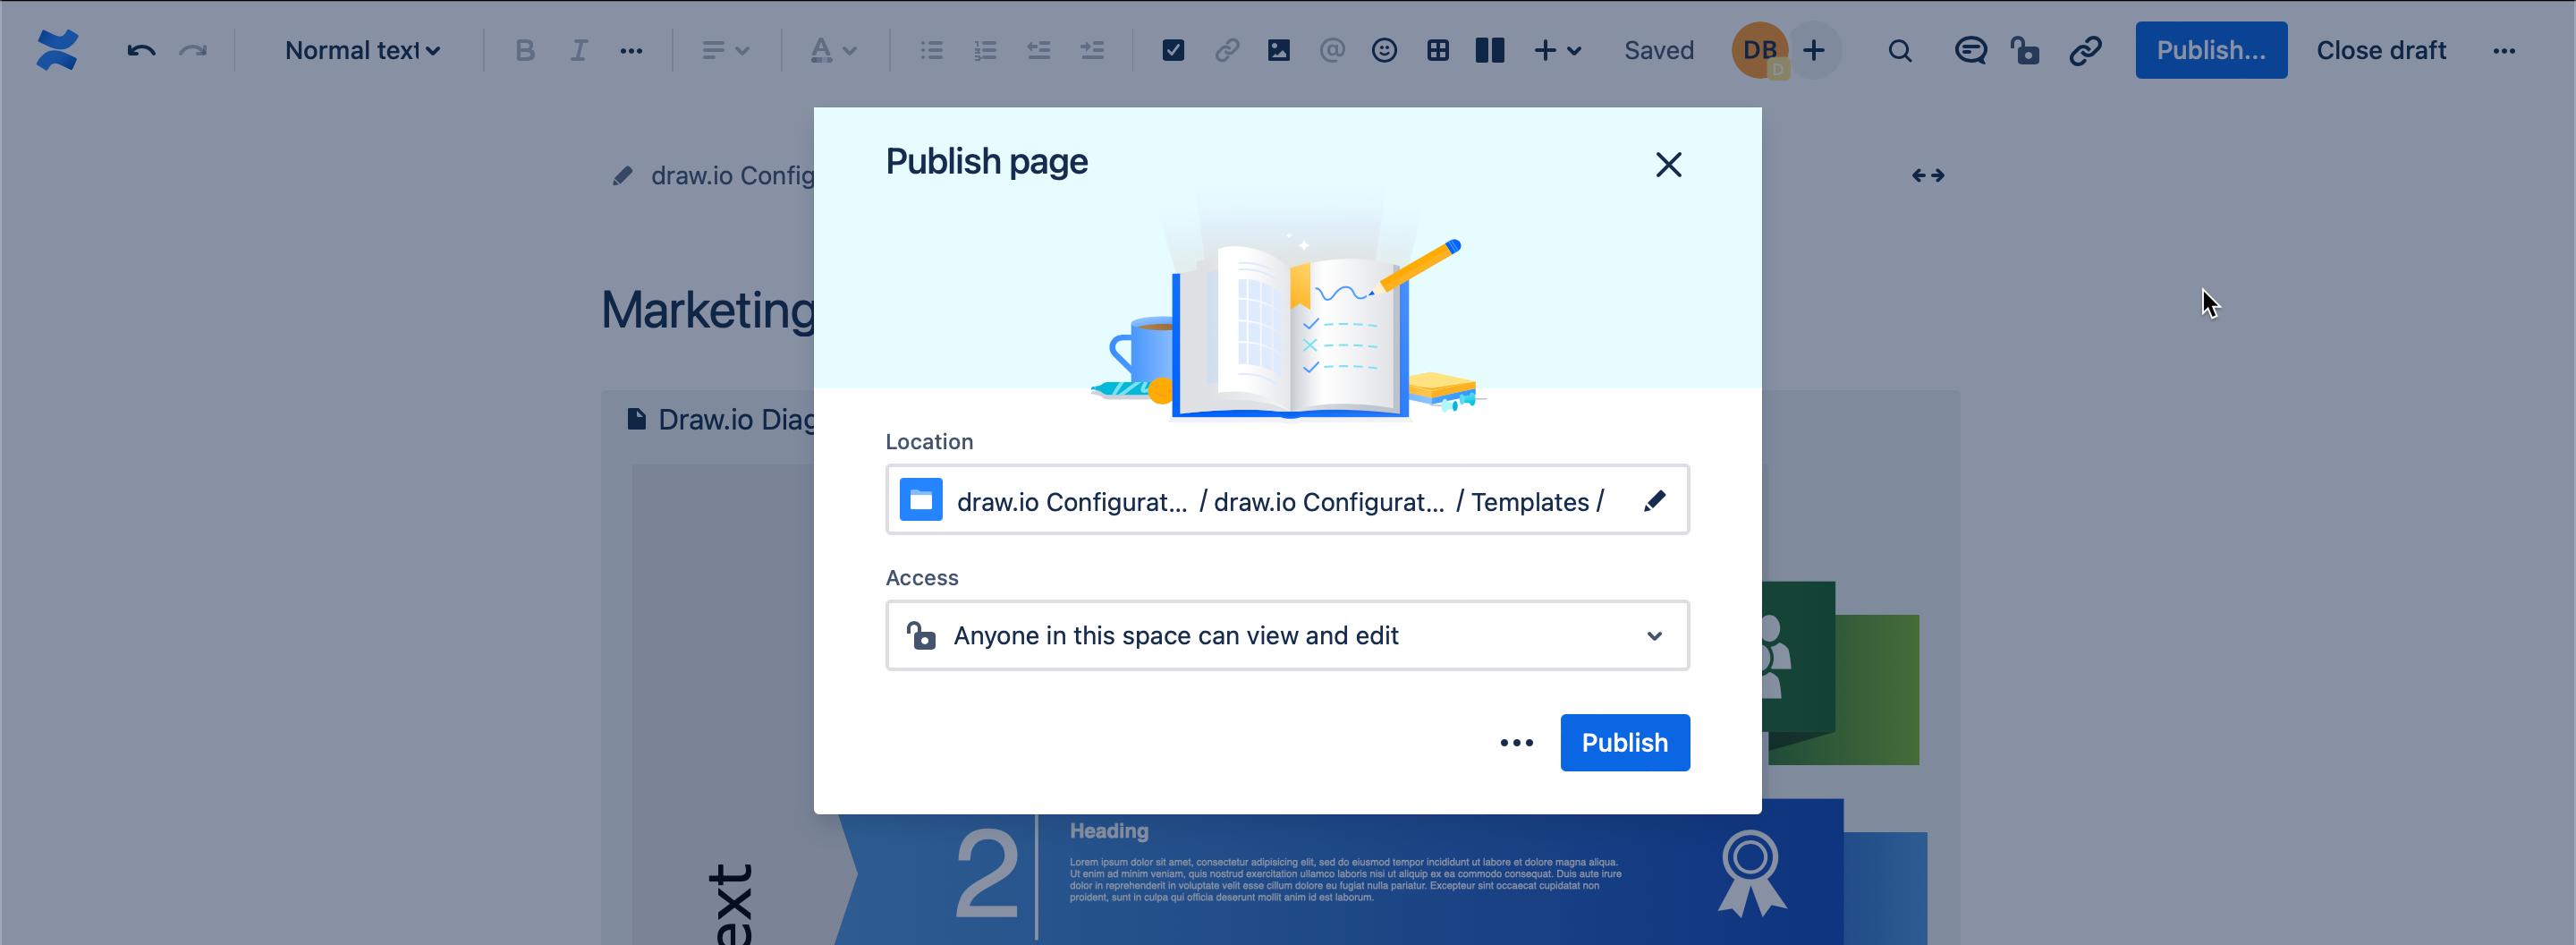 Normal text
B I
A
@
Saved
DB
D
Publish...
Close draft
Publish page
draw.io Config
Marketing
Draw.io Diag
Location
draw.io Configurat... / draw.io Configurat... / Templates /
Access
Anyone in this space can view and edit
Publish
2
Heading
Lorem ipsum dolor sit amet, consectetur adipisicing elit, sed do eiusmod tempor incididunt ut labore et dolore magna aliqua.
Ut enim ad minim veniam, quis nostrud exercitation ullamco laboris nisi ut aliquip ex ea commodo consequat. Duis aute irure
dolor in reprehenderit in voluptate velit esse cillum dolore eu fugiat nulla pariatur. Excepteur sint occaecat cupidatat non
proident, sunt in culpa qui officia deserunt mollit anim id est laborum.
ext